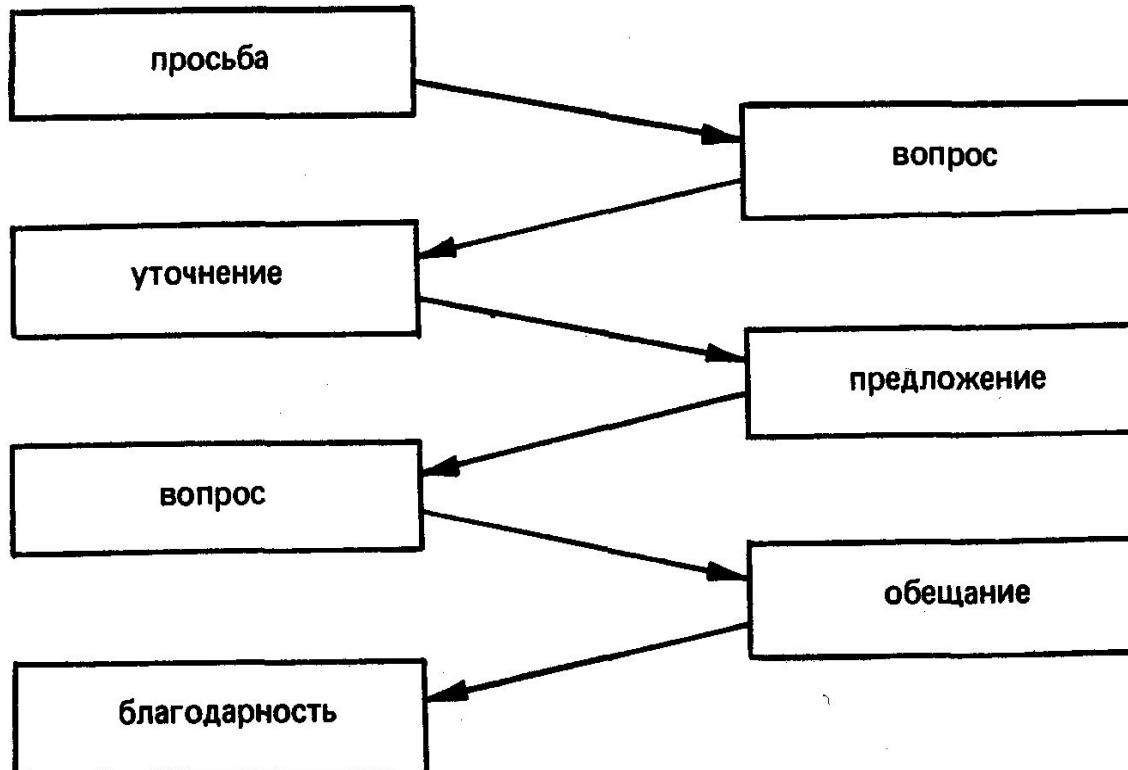 просьба
вопрос
уточнение
предложение
вопрос
обещание
благодарность